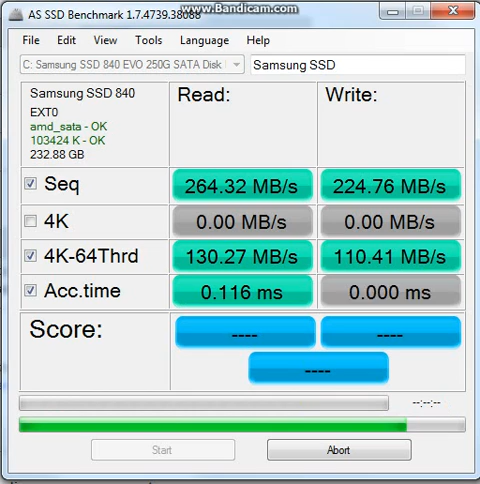 www.Bandicam.com
AS SSD Benchmark 1.7.4739.38088
File Edit View Tools Language Help
C: Samsung SSD 840 EVO 250G SATA Disk
Samsung SSD
Samsung SSD 840
EXT0
amd_sata - OK
103424 K - OK
232.88 GB
Read:
Write:
Seq
264.32 MB/s
224.76 MB/s
4K
0.00 MB/s
0.00 MB/s
4K-64Thrd
130.27 MB/s
110.41 MB/s
Acc.time
0.116 ms
0.000 ms
Score:
----
----
----
--:--:--
Start
Abort